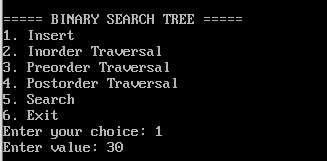 ===== BINARY SEARCH TREE =====
1. Insert
2. Inorder Traversal
3. Preorder Traversal
4. Postorder Traversal
5. Search
6. Exit
Enter your choice: 1
Enter value: 30